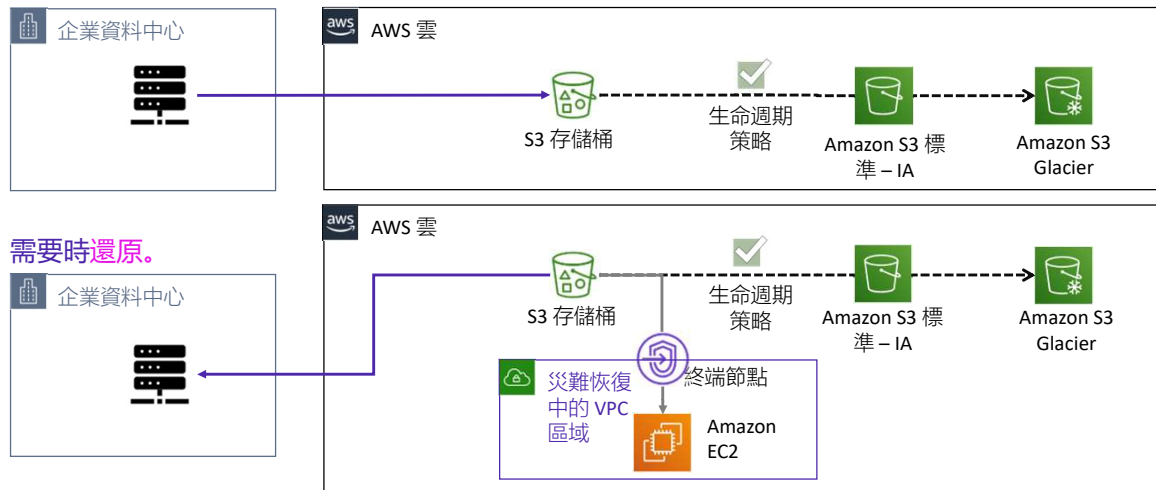 企業資料中心
aws
AWS 雲
S3 存儲桶
生命週期
策略
Amazon S3 標
準 – IA
Amazon S3
Glacier
需要時還原。
企業資料中心
aws
AWS 雲
S3 存儲桶
生命週期
策略
Amazon S3 標
準 – IA
Amazon S3
Glacier
災難恢復
中的 VPC
區域
終端節點
Amazon
EC2